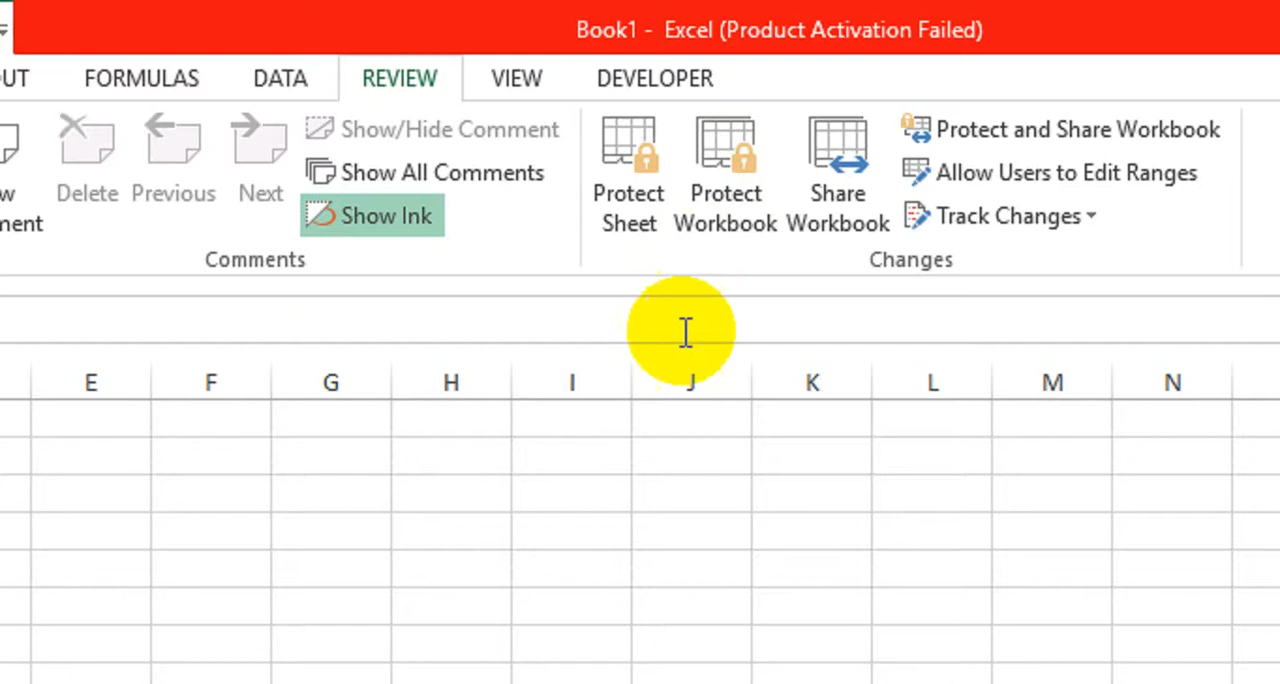 Book1 - Excel (Product Activation Failed)
OUT FORMULAS DATA REVIEW VIEW DEVELOPER
Delete Previous Next
Show/Hide Comment
Show All Comments
Show Ink
Comments
Protect
Sheet
Protect
Workbook
Share
Workbook
Protect and Share Workbook
Allow Users to Edit Ranges
Track Changes
Changes
E F G H I J K L M N